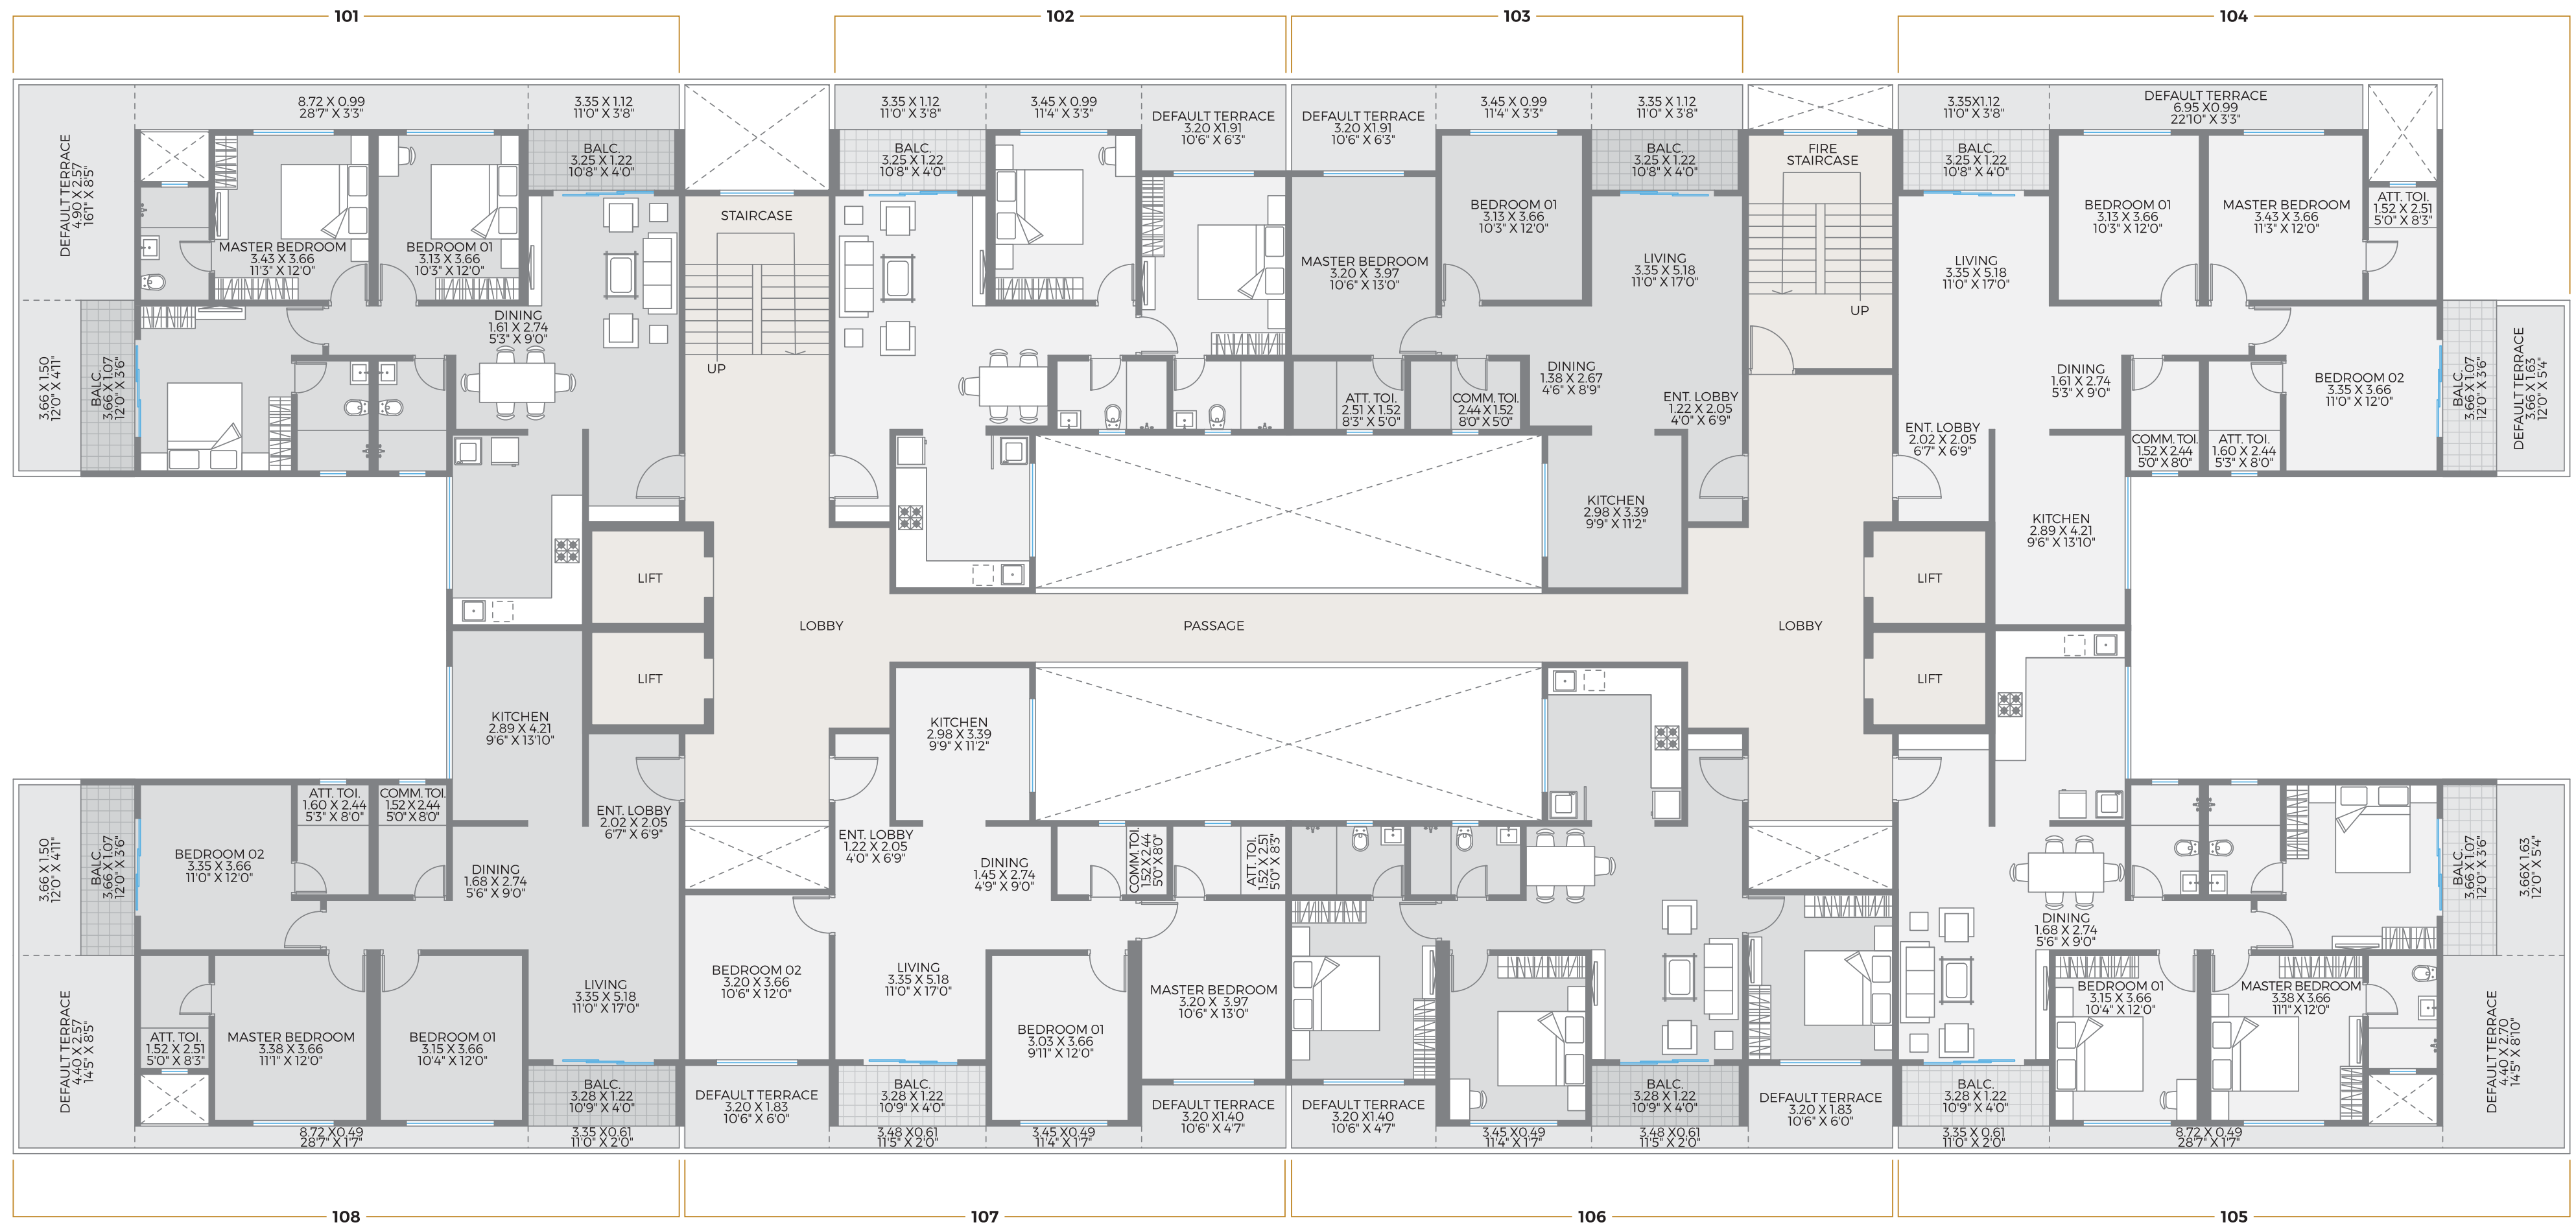 101
102
103
104
8.72 X 0.99
28'7" X 3'3"
3.35 X 1.12
11'0" X 3'8"
3.35 X 1.12
11'0" X 3'8"
3.45 X 0.99
11'4" X 3'3"
DEFAULT TERRACE
3.20 X1.91
10'6" X 6'3"
DEFAULT TERRACE
3.20 X1.91
10'6" X 6'3"
3.45 X 0.99
11'4" X 3'3"
3.35 X 1.12
11'0" X 3'8"
3.35X1.12
11'0" X 3'8"
DEFAULT TERRACE
6.95 X0.99
22'10" X 3'3"
DEFAULT TERRACE
4.90 X 2.57
16'1" X 8'5"
BALC.
3.25 X 1.22
10'8" X 4'0"
BALC.
3.25 X 1.22
10'8" X 4'0"
BALC.
3.25 X 1.22
10'8" X 4'0"
FIRE
STAIRCASE
BALC.
3.25 X 1.22
10'8" X 4'0"
MASTER BEDROOM
3.43 X 3.66
11'3" X 12'0"
BEDROOM 01
3.13 X 3.66
10'3" X 12'0"
STAIRCASE
MASTER BEDROOM
3.20 X  3.97
10'6" X 13'0"
BEDROOM 01
3.13 X 3.66
10'3" X 12'0"
LIVING
3.35 X 5.18
11'0" X 17'0"
LIVING
3.35 X 5.18
11'0" X 17'0"
BEDROOM 01
3.13 X 3.66
10'3" X 12'0"
MASTER BEDROOM
3.43 X 3.66
11'3" X 12'0"
ATT. TOI.
1.52 X 2.51
5'0" X 8'3"
UP
UP
DINING
1.61 X 2.74
5'3" X 9'0"
3.66 X 1.50
12'0" X 4'11"
BALC.
3.66 X 1.07
12'0" X 3'6"
ATT. TOI.
2.51 X 1.52
8'3" X 5'0"
COMM. TOI.
2.44 X 1.52
8'0" X 5'0"
DINING
1.38 X 2.67
4'6" X 8'9"
ENT. LOBBY
1.22 X 2.05
4'0" X 6'9"
ENT. LOBBY
2.02 X 2.05
6'7" X 6'9"
DINING
1.61 X 2.74
5'3" X 9'0"
COMM. TOI.
1.52 X 2.44
5'0" X 8'0"
ATT. TOI.
1.60 X 2.44
5'3" X 8'0"
BEDROOM 02
3.35 X 3.66
11'0" X 12'0"
BALC.
3.66 X 1.07
12'0" X 3'6"
DEFAULT TERRACE
3.66 X 1.63
12'0" X 5'4"
KITCHEN
2.98 X 3.39
9'9" X 11'2"
KITCHEN
2.89 X 4.21
9'6" X 13'10"
LIFT
LIFT
LOBBY
PASSAGE
LOBBY
LIFT
LIFT
KITCHEN
2.89 X 4.21
9'6" X 13'10"
KITCHEN
2.98 X 3.39
9'9" X 11'2"
3.66 X 1.50
12'0" X 4'11"
BALC.
3.66 X 1.07
12'0" X 3'6"
BEDROOM 02
3.35 X 3.66
11'0" X 12'0"
ATT. TOI.
1.60 X 2.44
5'3" X 8'0"
COMM. TOI.
1.52 X 2.44
5'0" X 8'0"
DINING
1.68 X 2.74
5'6" X 9'0"
ENT. LOBBY
2.02 X 2.05
6'7" X 6'9"
ENT. LOBBY
1.22 X 2.05
4'0" X 6'9"
DINING
1.45 X 2.74
4'9" X 9'0"
COMM. TOI.
1.52 X 2.44
5'0" X 8'0"
ATT. TOI.
1.52 X 2.51
5'0" X 8'3"
DINING
1.68 X 2.74
5'6" X 9'0"
BALC.
3.66 X 1.07
12'0" X 3'6"
3.66X 1.63
12'0" X 5'4"
DEFAULT TERRACE
4.40 X 2.57
14'5" X 8'5"
ATT. TOI.
1.52 X 2.51
5'0" X 8'3"
MASTER BEDROOM
3.38 X 3.66
11'1" X 12'0"
BEDROOM 01
3.15 X 3.66
10'4" X 12'0"
LIVING
3.35 X 5.18
11'0" X 17'0"
BEDROOM 02
3.20 X 3.66
10'6" X 12'0"
LIVING
3.35 X 5.18
11'0" X 17'0"
BEDROOM 01
3.03 X 3.66
9'11" X 12'0"
MASTER BEDROOM
3.20 X  3.97
10'6" X 13'0"
BEDROOM 01
3.15 X 3.66
10'4" X 12'0"
MASTER BEDROOM
3.38 X 3.66
11'1" X 12'0"
DEFAULT TERRACE
4.40 X 2.70
14'5" X 8'10"
BALC.
3.28 X 1.22
10'9" X 4'0"
DEFAULT TERRACE
3.20 X 1.83
10'6" X 6'0"
BALC.
3.28 X 1.22
10'9" X 4'0"
DEFAULT TERRACE
3.20 X1.40
10'6" X 4'7"
DEFAULT TERRACE
3.20 X1.40
10'6" X 4'7"
BALC.
3.28 X 1.22
10'9" X 4'0"
DEFAULT TERRACE
3.20 X 1.83
10'6" X 6'0"
BALC.
3.28 X 1.22
10'9" X 4'0"
8.72 X0.49
28'7" X 1'7"
3.35 X 0.61
11'0" X 2'0"
3.48 X0.61
11'5" X 2'0"
3.45 X0.49
11'4" X 1'7"
3.45 X0.49
11'4" X 1'7"
3.48 X0.61
11'5" X 2'0"
3.35 X 0.61
11'0" X 2'0"
8.72 X0.49
28'7" X 1'7"
108
107
106
105